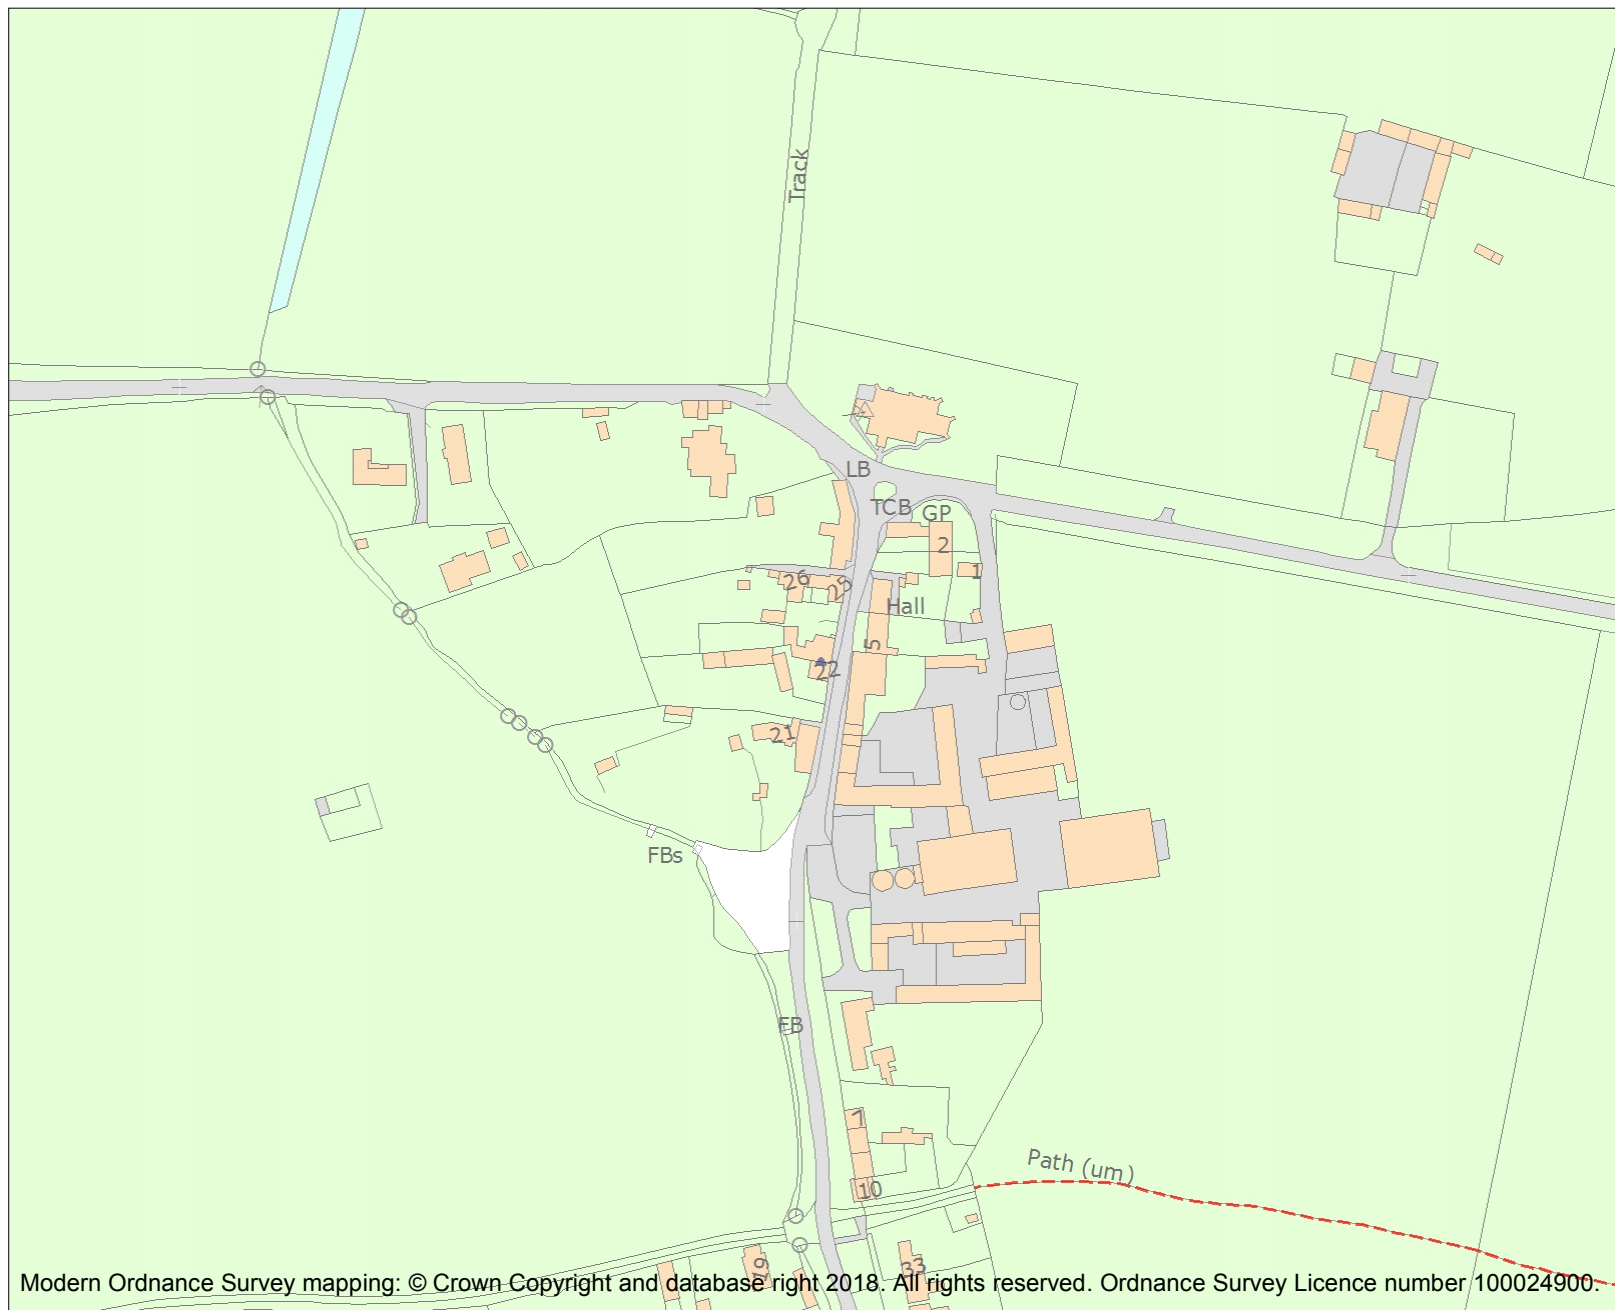 Track
LB
TCB
GP
2
1
26
25
Hall
5
22
21
FBs
FB
7
Path (um)
10
33
Modern Ordnance Survey mapping: © Crown Copyright and database right 2018. All rights reserved. Ordnance Survey Licence number 100024900.